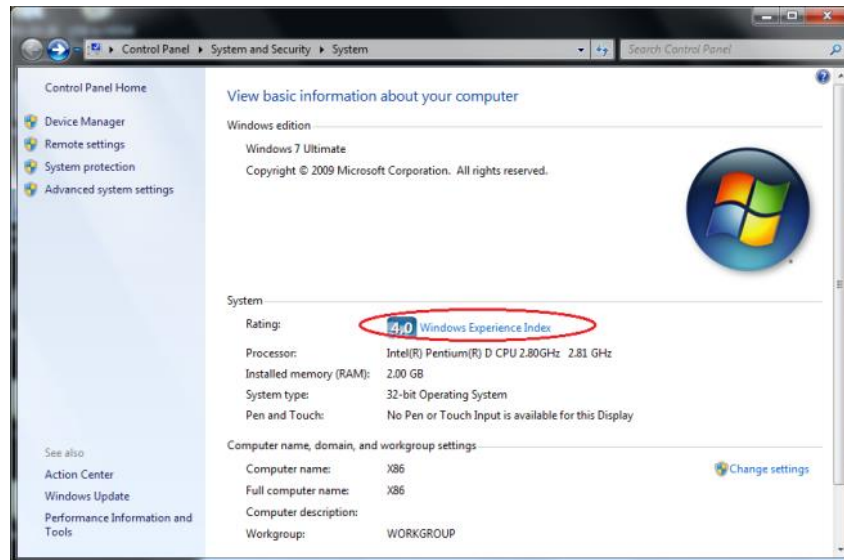 Control Panel ▸ System and Security ▸ System
Search Control Panel
Control Panel Home
Device Manager
Remote settings
System protection
Advanced system settings
See also
Action Center
Windows Update
Performance Information and
Tools
View basic information about your computer
Windows edition
Windows 7 Ultimate
Copyright © 2009 Microsoft Corporation. All rights reserved.
System
Rating: 4,0 Windows Experience Index
Processor: Intel(R) Pentium(R) D CPU 2.80GHz 2.81 GHz
Installed memory (RAM): 2.00 GB
System type: 32-bit Operating System
Pen and Touch: No Pen or Touch Input is available for this Display
Computer name, domain, and workgroup settings
Computer name: X86
Change settings
Full computer name: X86
Computer description:
Workgroup: WORKGROUP